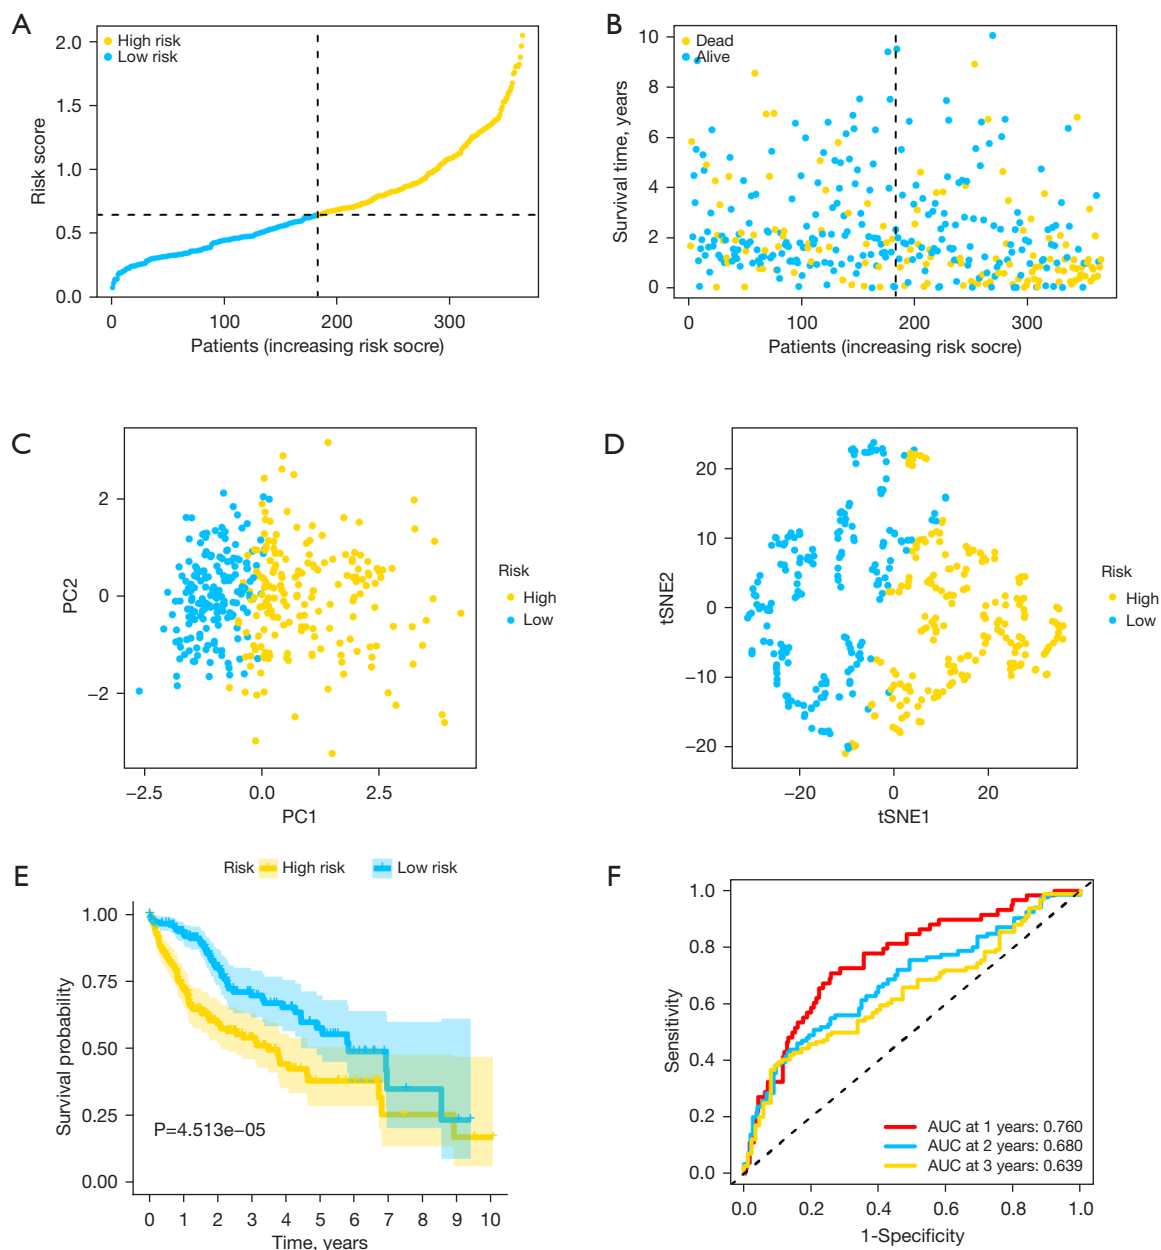 A
High risk
Low risk
2.0
1.5
1.0
0.5
0.0
Risk score
0 100 200 300
Patients (increasing risk socre)
B
Dead
Alive
10
8
6
4
2
0
Survival time, years
0 100 200 300
Patients (increasing risk socre)
C
2
0
−2
PC2
−2.5 0.0 2.5
PC1
Risk
High
Low
D
20
10
0
−10
−20
tSNE2
−20 0 20
tSNE1
Risk
High
Low
E
Risk High risk Low risk
1.00
0.75
0.50
0.25
0.00
Survival probability
P=4.513e−05
0 1 2 3 4 5 6 7 8 9 10
Time, years
F
1.0
0.8
0.6
0.4
0.2
0.0
Sensitivity
AUC at 1 years: 0.760
AUC at 2 years: 0.680
AUC at 3 years: 0.639
0.0 0.2 0.4 0.6 0.8 1.0
1-Specificity